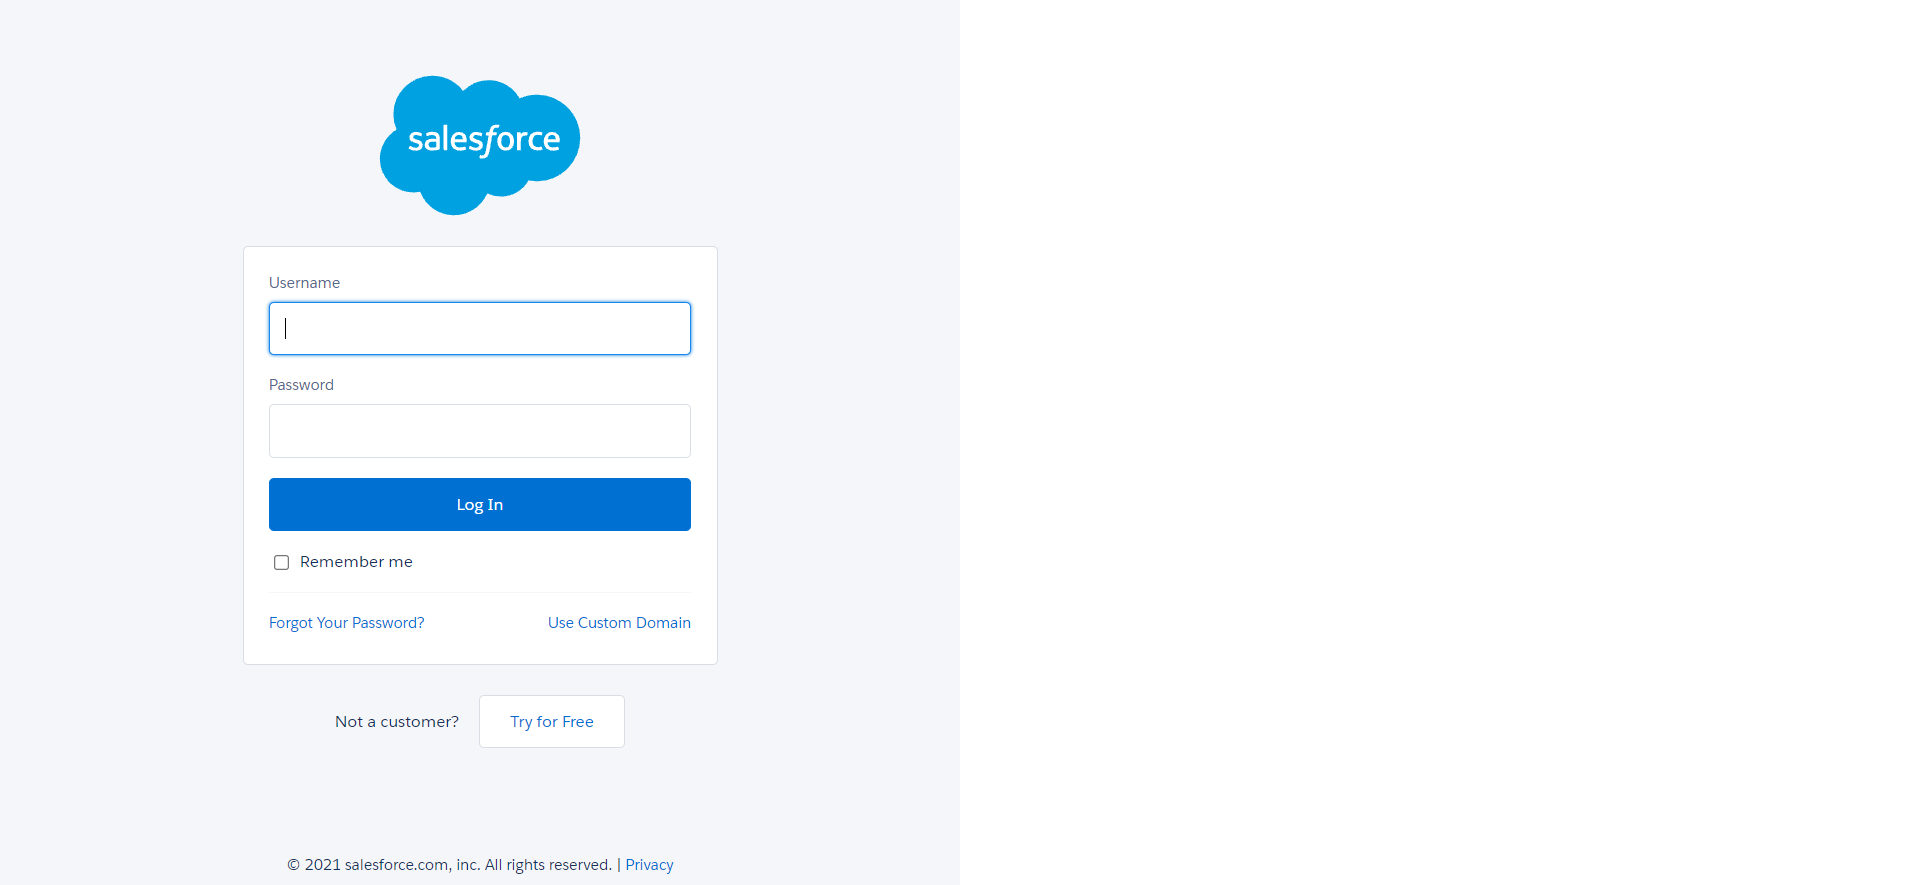 salesforce
Username
Password
Log In
Remember me
Forgot Your Password? Use Custom Domain
Not a customer? Try for Free
© 2021 salesforce.com, inc. All rights reserved. | Privacy